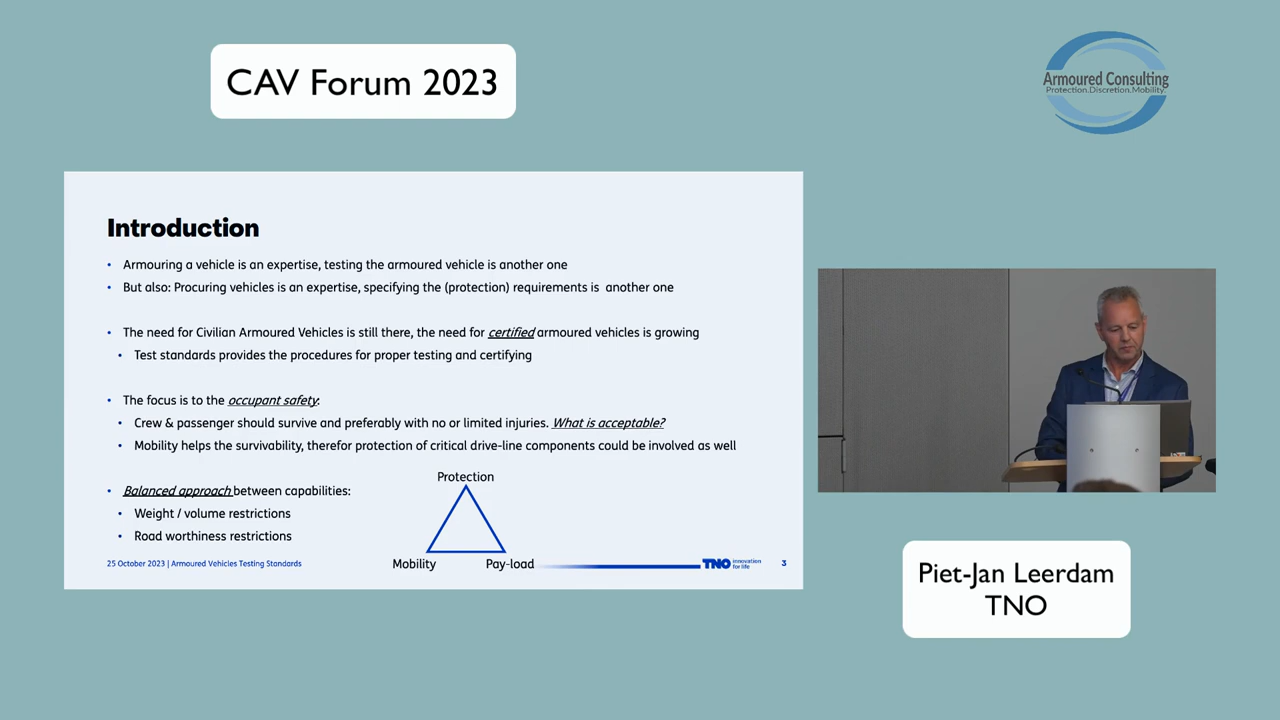 CAV Forum 2023
Armoured Consulting
Protection.Discretion.Mobility.
Introduction
• Armouring a vehicle is an expertise, testing the armoured vehicle is another one
• But also: Procuring vehicles is an expertise, specifying the (protection) requirements is another one
• The need for Civilian Armoured Vehicles is still there, the need for certified armoured vehicles is growing
• Test standards provides the procedures for proper testing and certifying
• The focus is to the occupant safety:
• Crew & passenger should survive and preferably with no or limited injuries. What is acceptable?
• Mobility helps the survivability, therefor protection of critical drive-line components could be involved as well
• Balanced approach between capabilities:
• Weight / volume restrictions
• Road worthiness restrictions
Protection
Mobility
Pay-load
25 October 2023 | Armoured Vehicles Testing Standards
TNO innovation for life
3
Piet-Jan Leerdam
TNO